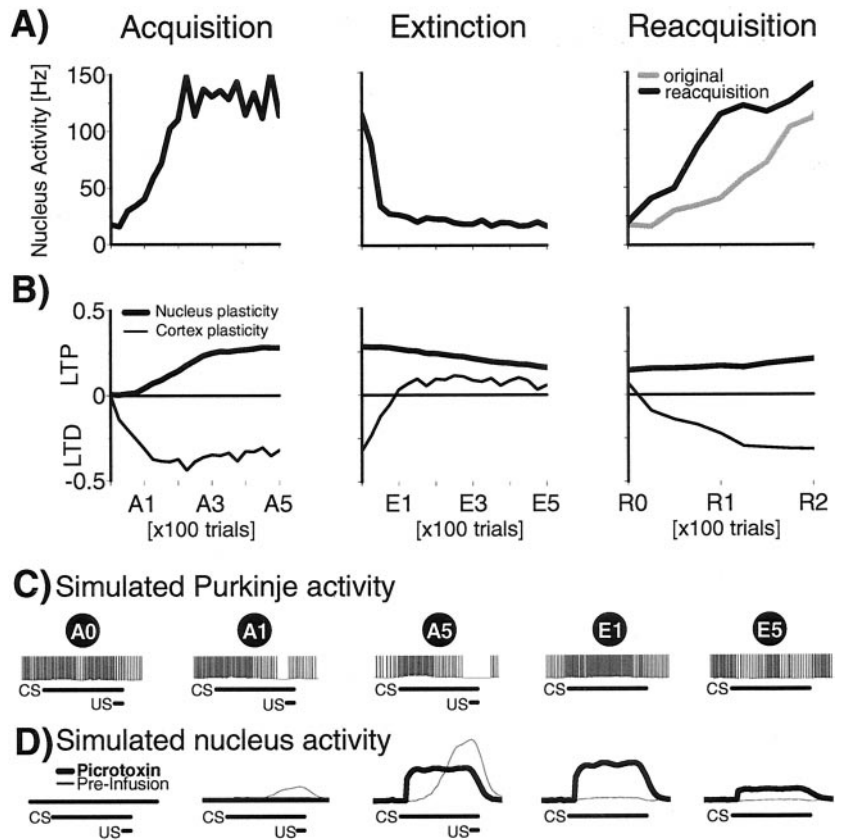 A) Acquisition Extinction Reacquisition
Nucleus Activity [Hz]
150
100
50
0
original
reacquisition
B)
0.5
0
-0.5
LTP
LTD
Nucleus plasticity
Cortex plasticity
A1 A3 A5
[x100 trials]
E1 E3 E5
[x100 trials]
R0 R1 R2
[x100 trials]
C) Simulated Purkinje activity
A0 A1 A5 E1 E5
CS CS CS CS CS
US US US
D) Simulated nucleus activity
Picrotoxin
Pre-Infusion
CS CS CS CS CS
US US US